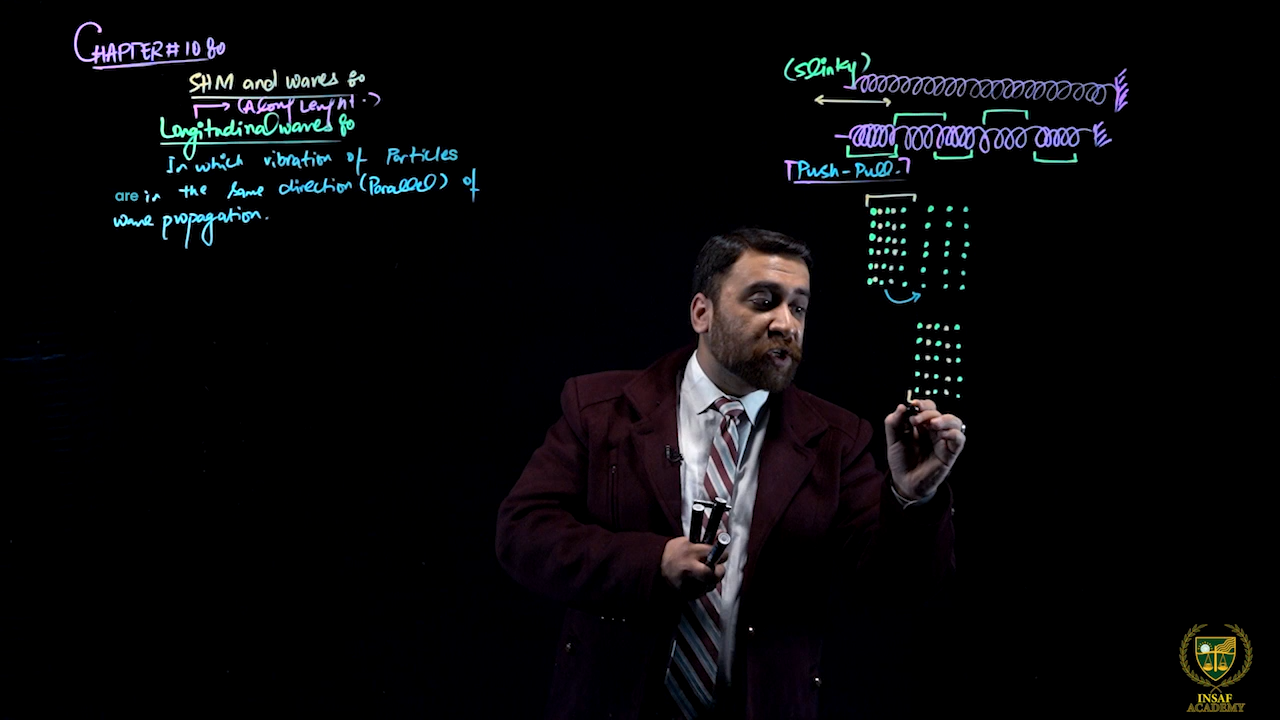 CHAPTER # 10 :-
SHM and waves :-
(Along Lenght.)
Longitudinal waves :-
In which vibration of Particles
are in the same direction (Parallel) of
wave propagation.
(Slinky)
Push-Pull.
INSAF
ACADEMY